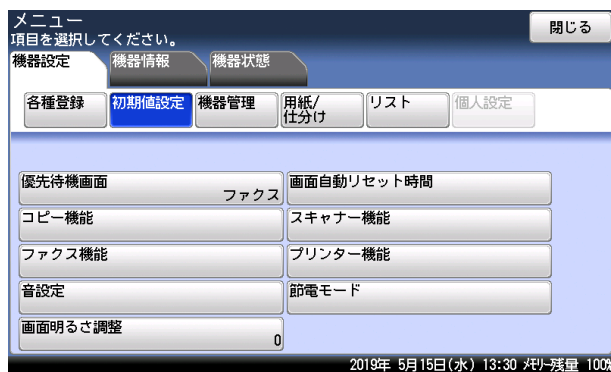 メニュー
項目を選択してください。
閉じる
機器設定
機器情報
機器状態
各種登録
初期値設定
機器管理
用紙/
仕分け
リスト
個人設定
優先待機画面
ファクス
画面自動リセット時間
コピー機能
スキャナー機能
ファクス機能
プリンター機能
音設定
節電モード
画面明るさ調整
0
2019年 5月15日(水) 13:30 メモリー残量 100%